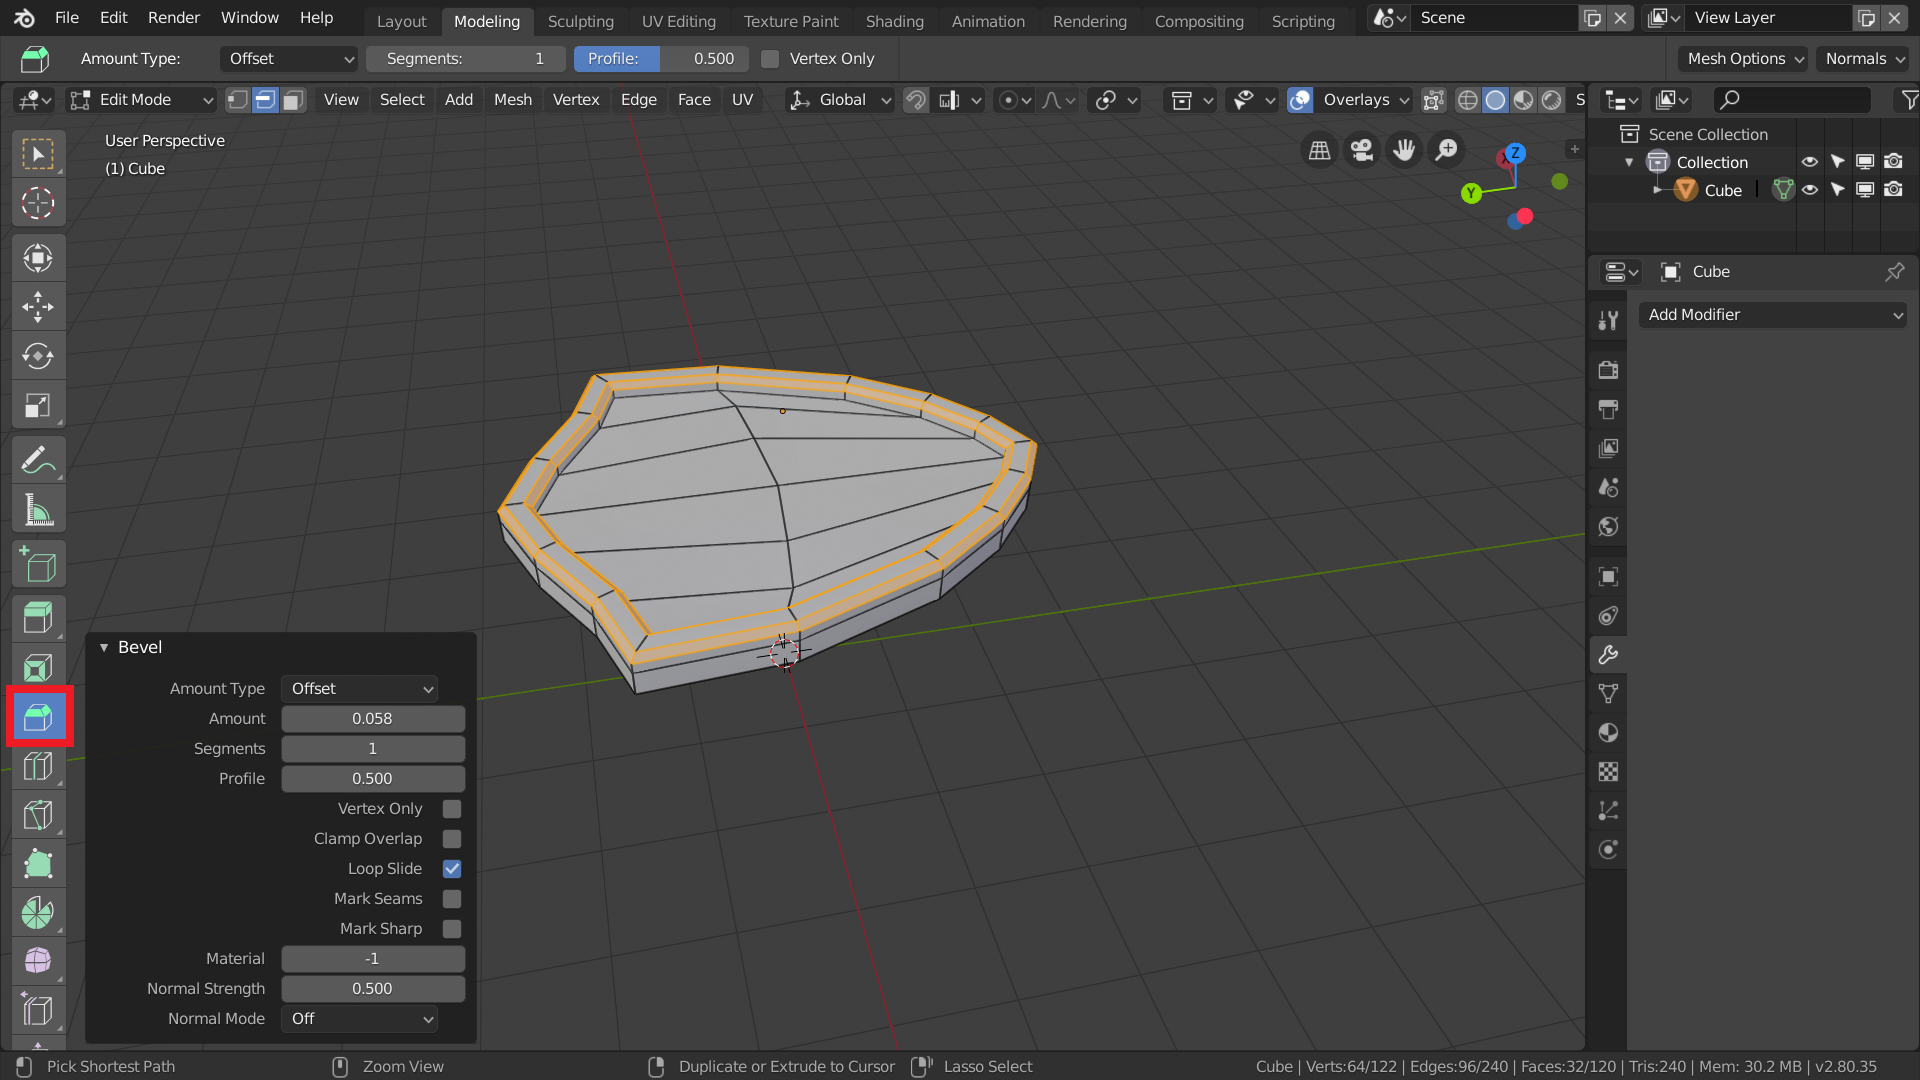 File Edit Render Window Help Layout Modeling Sculpting UV Editing Texture Paint Shading Animation Rendering Compositing Scripting Scene View Layer
Amount Type: Offset Segments: 1 Profile: 0.500 Vertex Only Mesh Options Normals
Edit Mode View Select Add Mesh Vertex Edge Face UV Global Overlays S
User Perspective
(1) Cube
X
Z
Y
Scene Collection
Collection
Cube
Cube
Add Modifier
Bevel
Amount Type Offset
Amount 0.058
Segments 1
Profile 0.500
Vertex Only
Clamp Overlap
Loop Slide
Mark Seams
Mark Sharp
Material -1
Normal Strength 0.500
Normal Mode Off
Pick Shortest Path Zoom View Duplicate or Extrude to Cursor Lasso Select Cube | Verts:64/122 | Edges:96/240 | Faces:32/120 | Tris:240 | Mem: 30.2 MB | v2.80.35